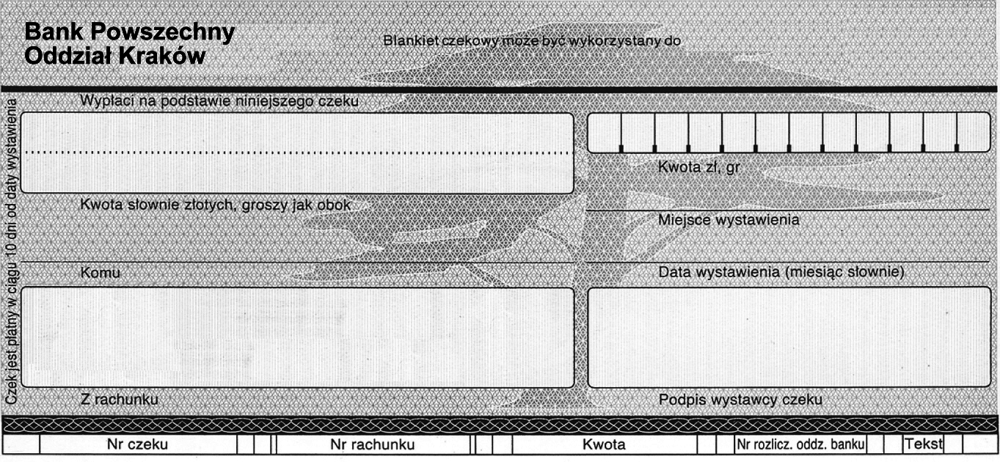 Bank Powszechny
Oddział Kraków
Blankiet czekowy może być wykorzystany do
Czek jest płatny w ciągu 10 dni od daty wystawienia
Wypłaci na podstawie niniejszego czeku
Kwota zł, gr
Kwota słownie złotych, groszy jak obok
Miejsce wystawienia
Komu
Data wystawienia (miesiąc słownie)
Z rachunku
Podpis wystawcy czeku
Nr czeku
Nr rachunku
Kwota
Nr rozlicz. oddz. banku
Tekst